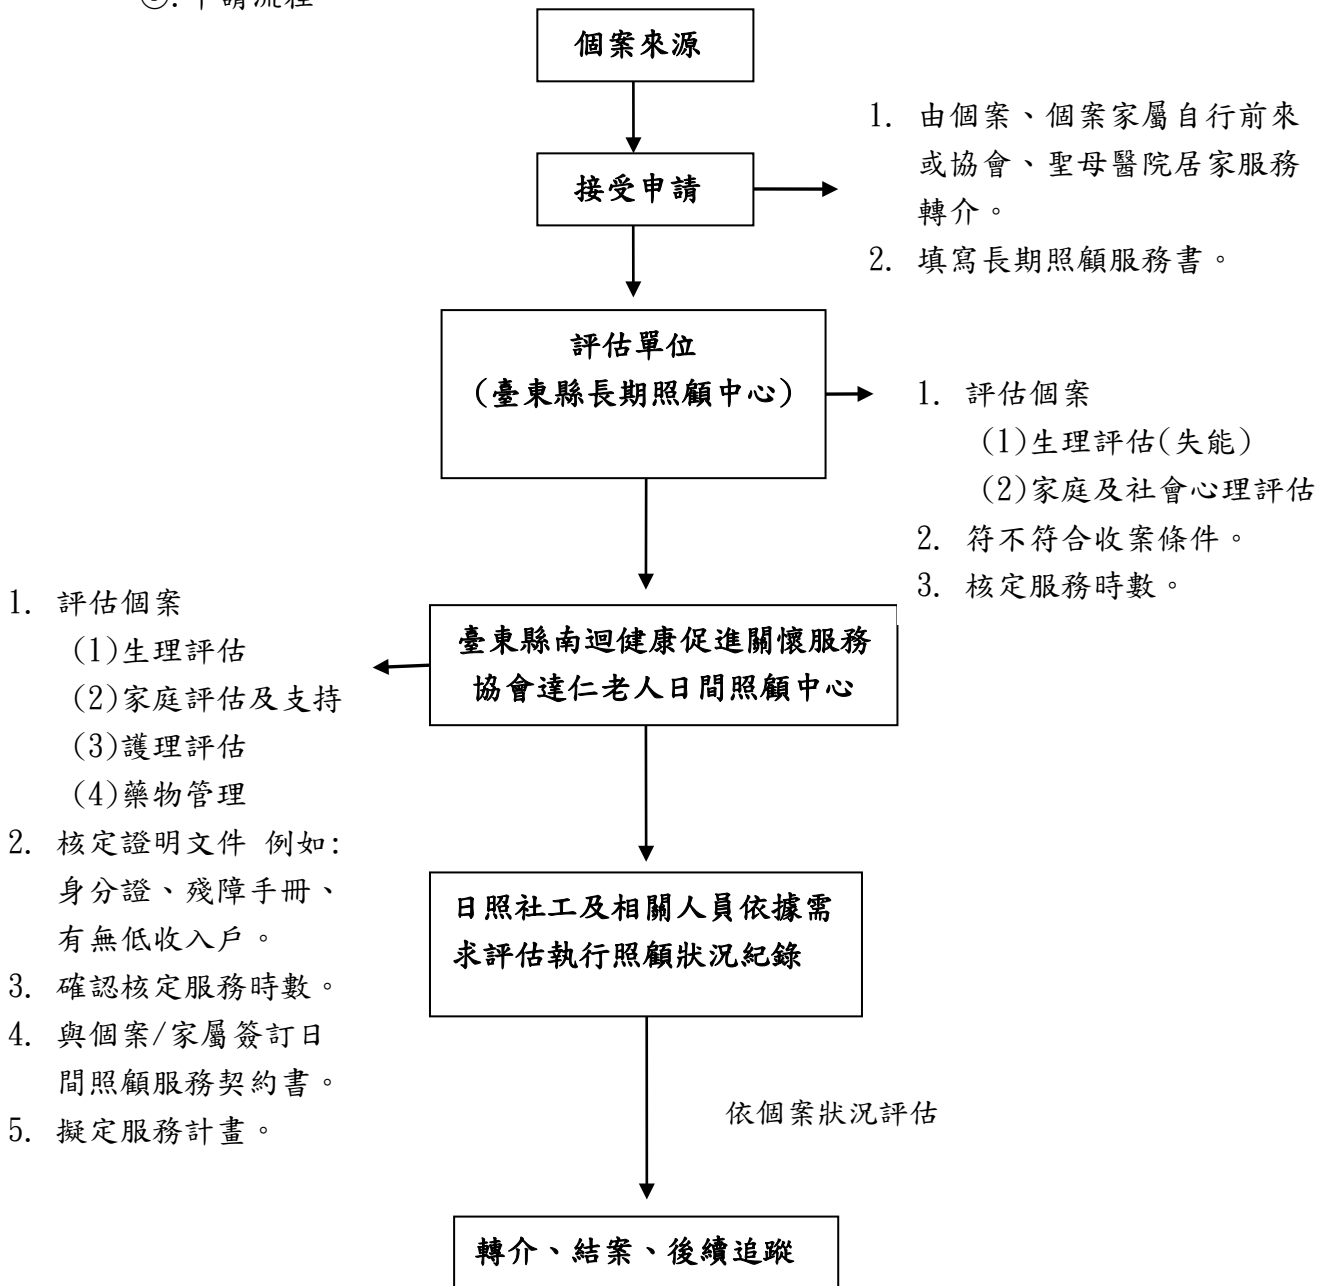 申請流程
個案來源
接受申請
1. 由個案、個案家屬自行前來
或協會、聖母醫院居家服務
轉介。
2. 填寫長期照顧服務書。
評估單位
(臺東縣長期照顧中心)
1. 評估個案
(1)生理評估(失能)
(2)家庭及社會心理評估
2. 符不符合收案條件。
3. 核定服務時數。
臺東縣南迴健康促進關懷服務
協會達仁老人日間照顧中心
1. 評估個案
(1)生理評估
(2)家庭評估及支持
(3)護理評估
(4)藥物管理
2. 核定證明文件 例如:
身分證、殘障手冊、
有無低收入戶。
3. 確認核定服務時數。
4. 與個案/家屬簽訂日
間照顧服務契約書。
5. 擬定服務計畫。
日照社工及相關人員依據需
求評估執行照顧狀況紀錄
依個案狀況評估
轉介、結案、後續追蹤